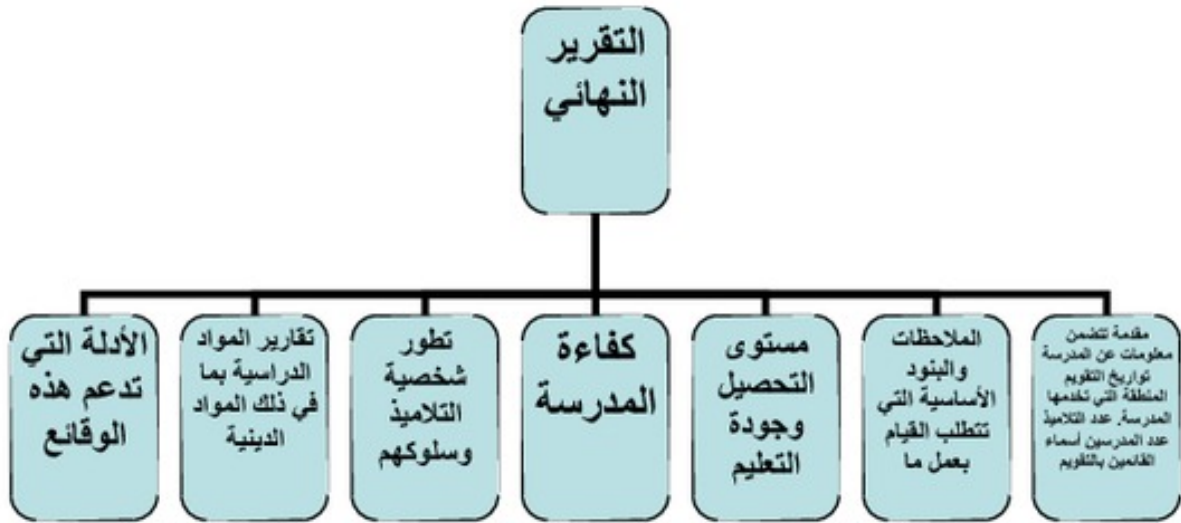 التقرير
النهائي
مقدمة تتضمن
معلومات عن المدرسة
تواريخ التقويم
المنطقة التي تخدمها
المدرسة. عدد التلاميذ
عدد المدرسين أسماء
القائمين بالتقويم
الملاحظات
والبنود
الأساسية التي
تتطلب القيام
بعمل ما
مستوى
التحصيل
وجودة
التعليم
كفاءة
المدرسة
تطور
شخصية
التلاميذ
وسلوكهم
تقارير المواد
الدراسية بما
في ذلك المواد
الدينية
الأدلة التي
تدعم هذه
الوقائع